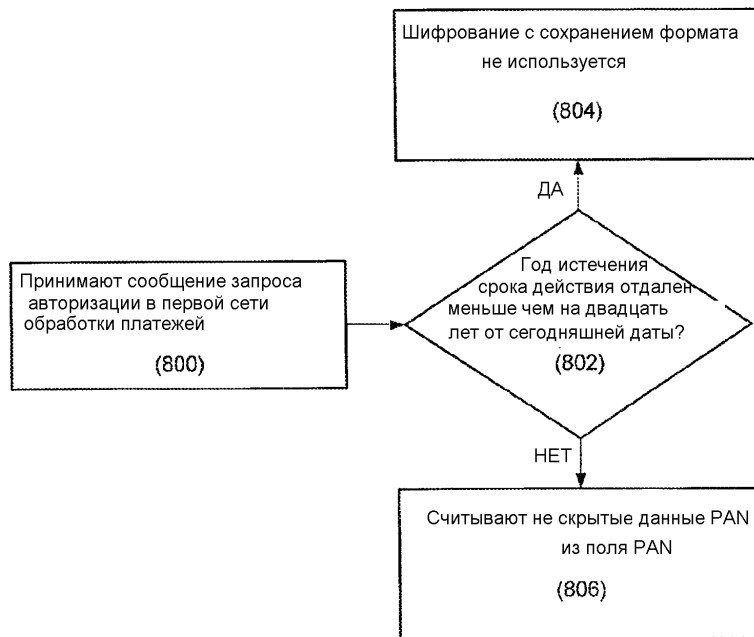 Шифрование с сохранением формата
не используется
(804)
ДА
Принимают сообщение запроса
авторизации в первой сети
обработки платежей
(800)
Год истечения
срока действия отдален
меньше чем на двадцать
лет от сегодняшней даты?
(802)
НЕТ
Считывают не скрытые данные PAN
из поля PAN
(806)